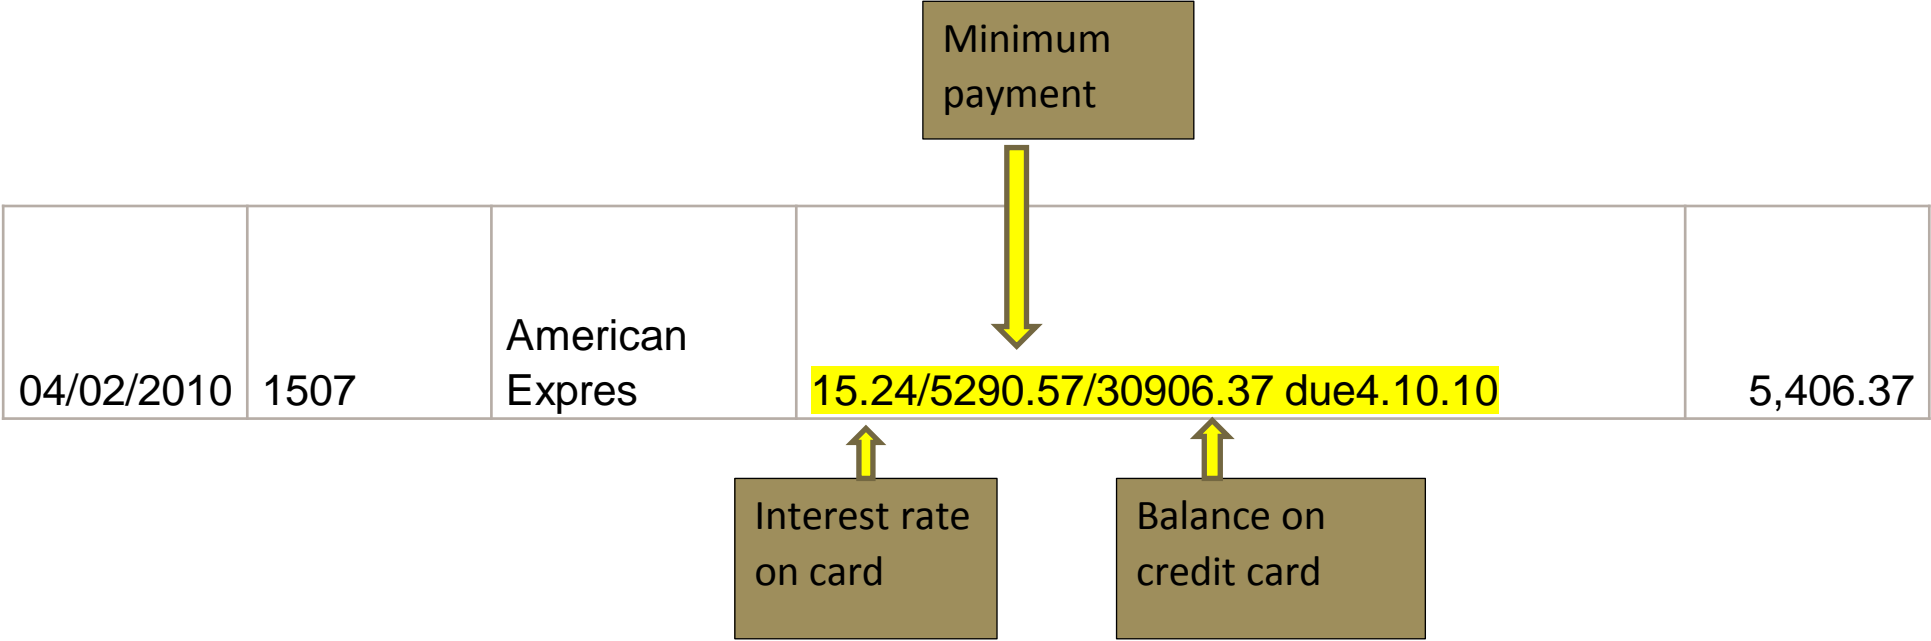 Minimum
payment
American
04/02/2010 1507 Expres 15.24/5290.57/30906.37 due4.10.10 5,406.37
Interest rate
on card
Balance on
credit card